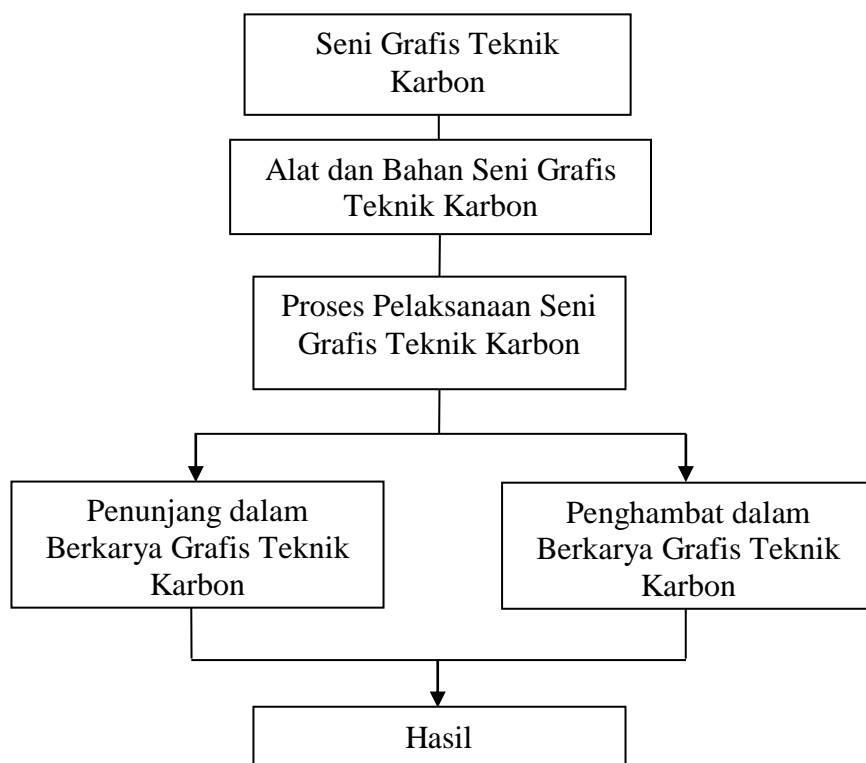 Seni Grafis Teknik
Karbon
Alat dan Bahan Seni Grafis
Teknik Karbon
Proses Pelaksanaan Seni
Grafis Teknik Karbon
Penunjang dalam
Berkarya Grafis Teknik
Karbon
Penghambat dalam
Berkarya Grafis Teknik
Karbon
Hasil